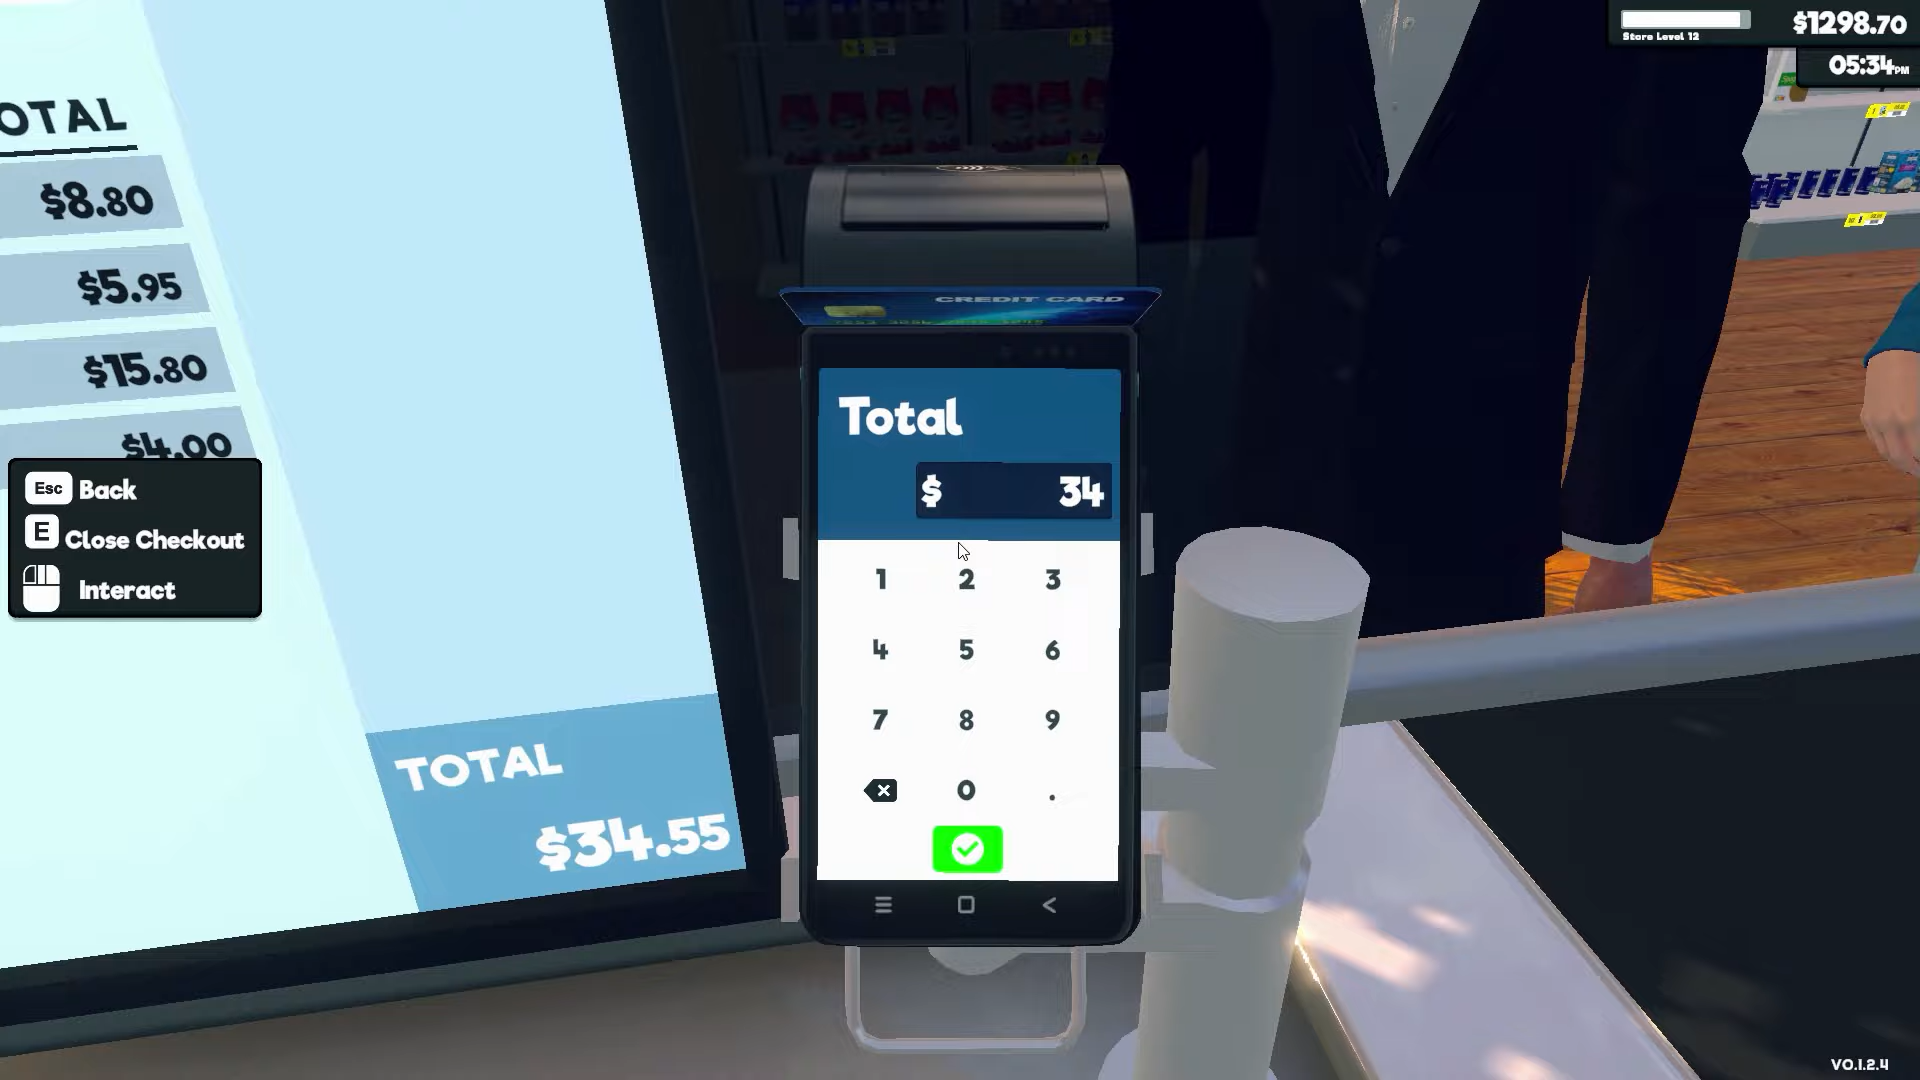 $1298.70
Store Level 12
05:34PM
OTAL
$8.80
$5.95
$15.80
$4.00
Esc Back
E Close Checkout
Interact
TOTAL
$34.55
CREDIT CARD
Total
$ 34
1 2 3
4 5 6
7 8 9
0 .
V0.1.2.4